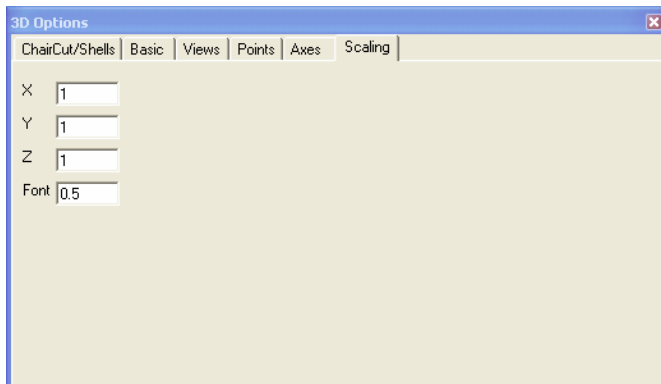 3D Options
ChairCut/Shells Basic Views Points Axes Scaling
X 1
Y 1
Z 1
Font 0.5